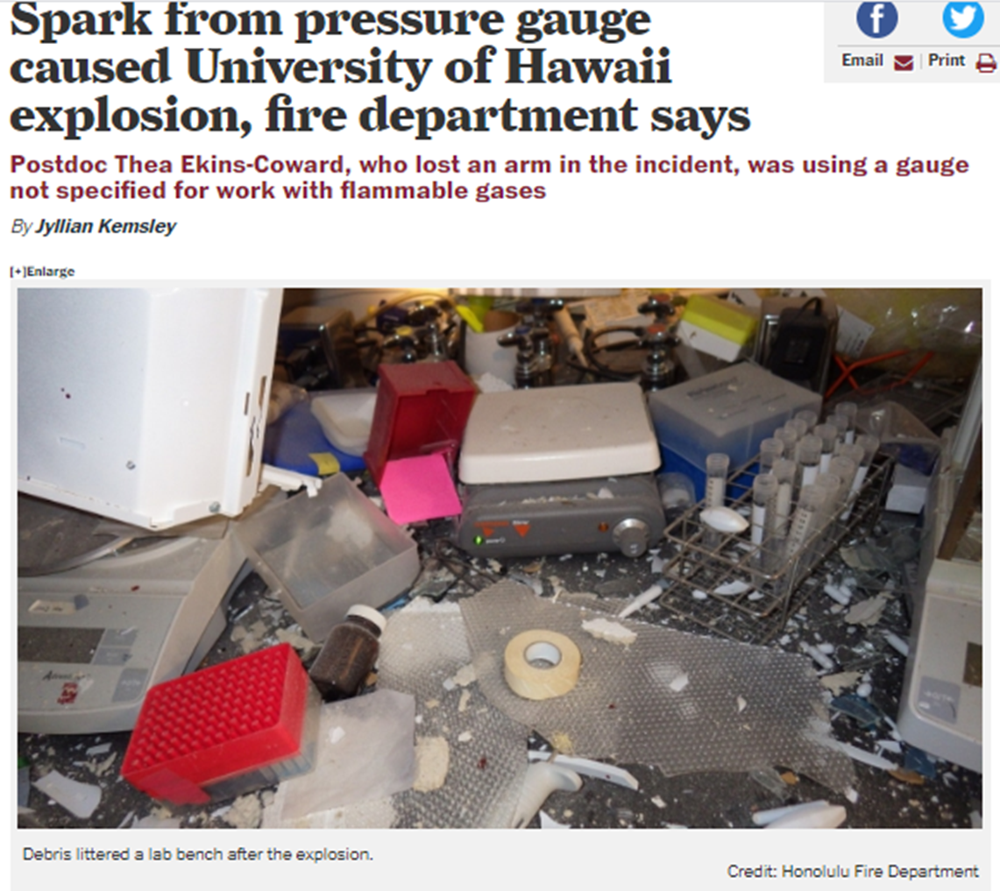 Spark from pressure gauge
caused University of Hawaii
explosion, fire department says
Email | Print
Postdoc Thea Ekins-Coward, who lost an arm in the incident, was using a gauge
not specified for work with flammable gases
By Jyllian Kemsley
[+]Enlarge
Debris littered a lab bench after the explosion.
Credit: Honolulu Fire Department